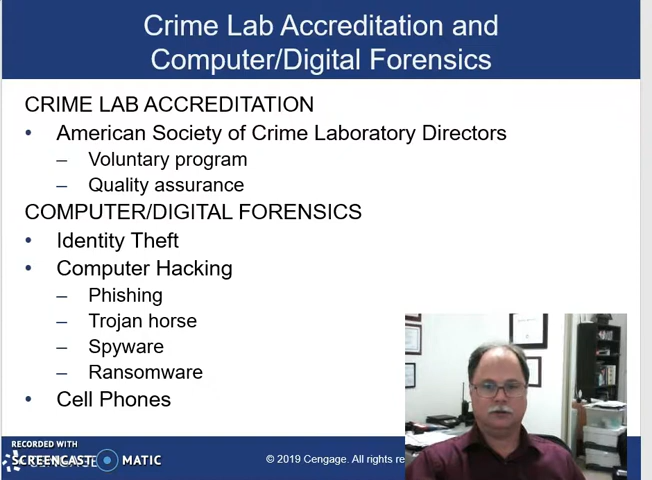 Crime Lab Accreditation and
Computer/Digital Forensics
CRIME LAB ACCREDITATION
• American Society of Crime Laboratory Directors
– Voluntary program
– Quality assurance
COMPUTER/DIGITAL FORENSICS
• Identity Theft
• Computer Hacking
– Phishing
– Trojan horse
– Spyware
– Ransomware
• Cell Phones
RECORDED WITH
SCREENCAST MATIC
© 2019 Cengage. All rights re